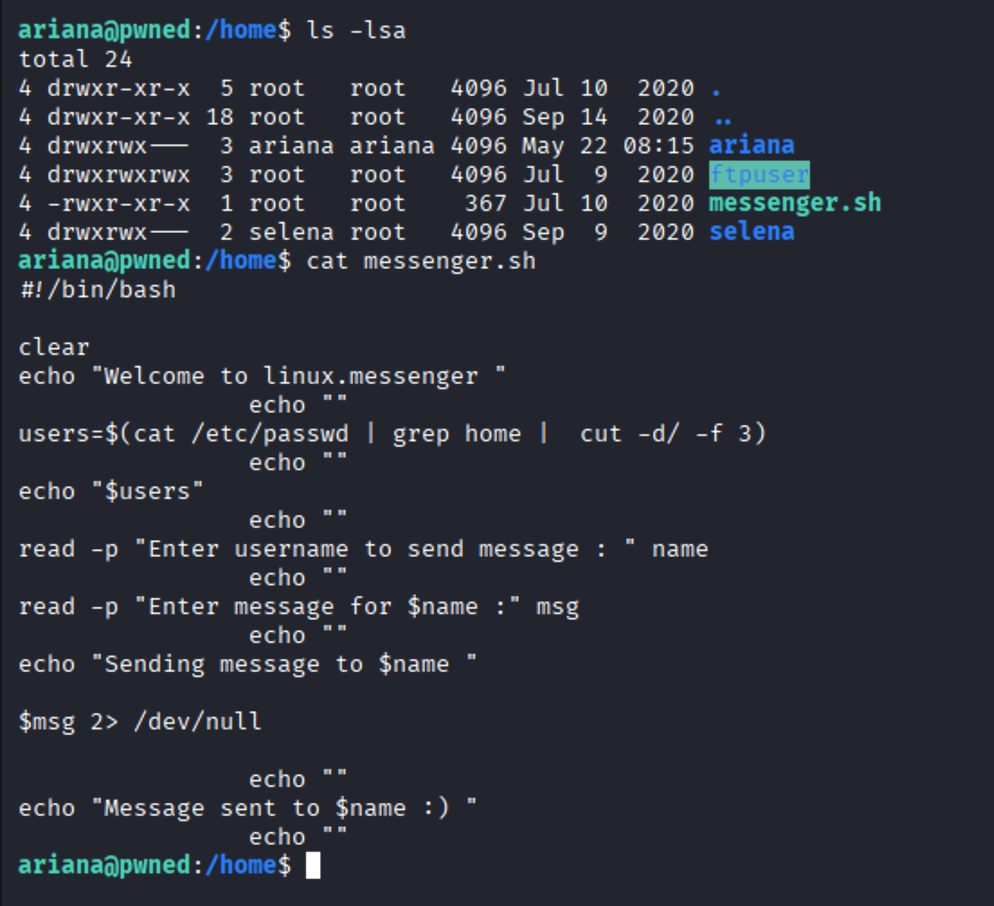 ariana@pwned:/home$ ls -lsa
total 24
4 drwxr-xr-x  5 root   root   4096 Jul 10  2020 .
4 drwxr-xr-x 18 root   root   4096 Sep 14  2020 ..
4 drwxrwx---  3 ariana ariana 4096 May 22 08:15 ariana
4 drwxrwxrwx  3 root   root   4096 Jul  9  2020 ftpuser
4 -rwxr-xr-x  1 root   root    367 Jul 10  2020 messenger.sh
4 drwxrwx---  2 selena root   4096 Sep  9  2020 selena
ariana@pwned:/home$ cat messenger.sh
#!/bin/bash
clear
echo "Welcome to linux.messenger "
                echo ""
users=$(cat /etc/passwd | grep home |  cut -d/ -f 3)
                echo ""
echo "$users"
                echo ""
read -p "Enter username to send message : " name
                echo ""
read -p "Enter message for $name :" msg
                echo ""
echo "Sending message to $name "
$msg 2> /dev/null
                echo ""
echo "Message sent to $name :) "
                echo ""
ariana@pwned:/home$